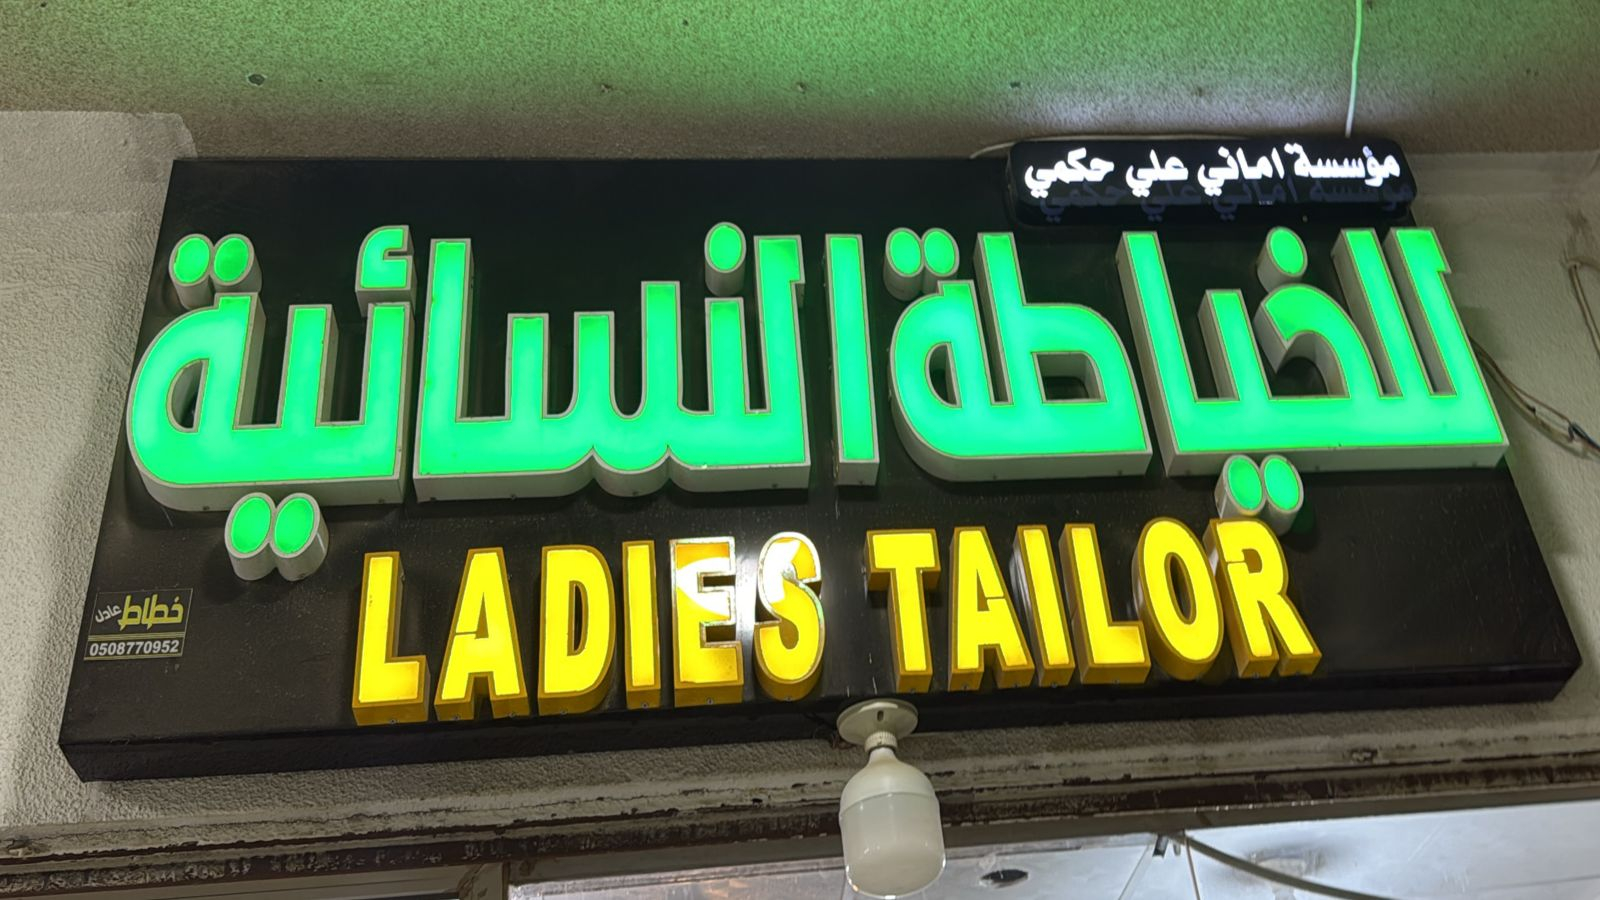 مؤسسة اماني علي حكمي
للخياطة النسائية
LADIES TAILOR
خطاط عادل
0508770952